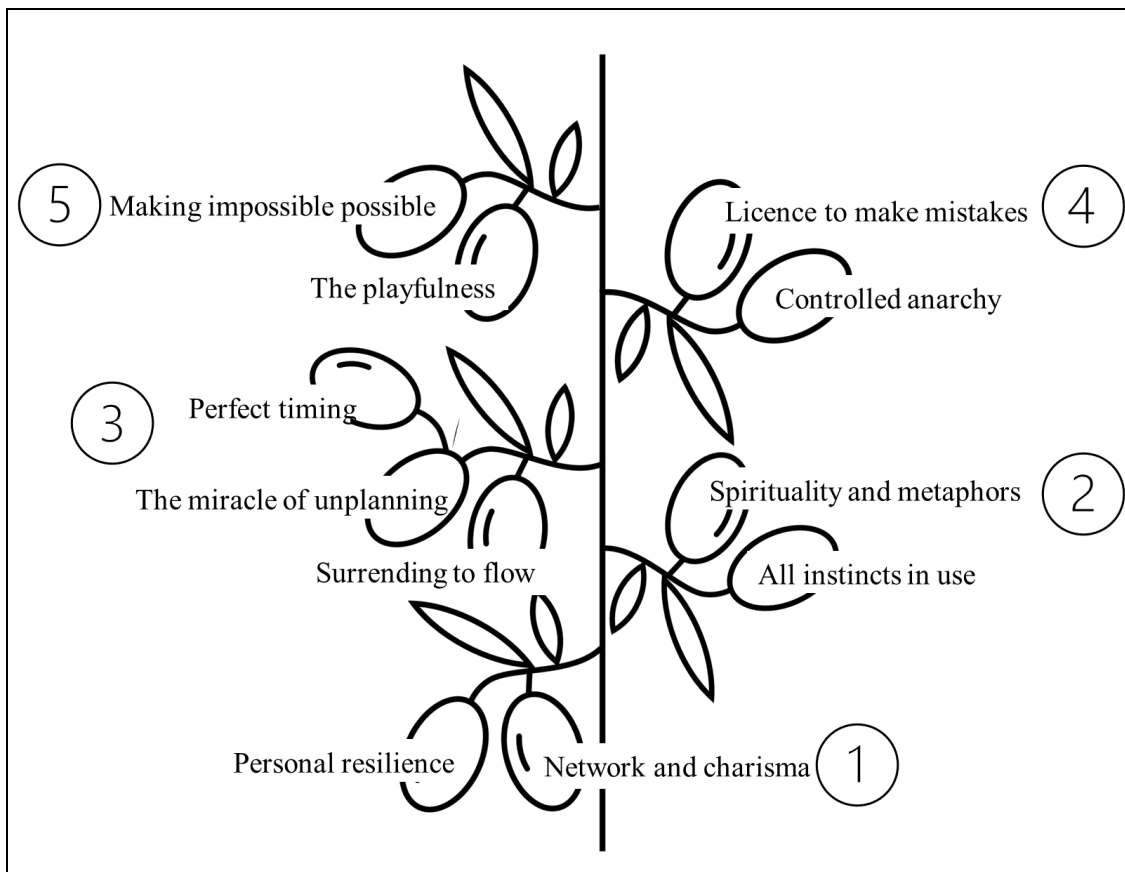 5 Making impossible possible
The playfulness
4 Licence to make mistakes
Controlled anarchy
3 Perfect timing
The miracle of unplanning
Surrending to flow
2 Spirituality and metaphors
All instincts in use
Personal resilience
Network and charisma 1